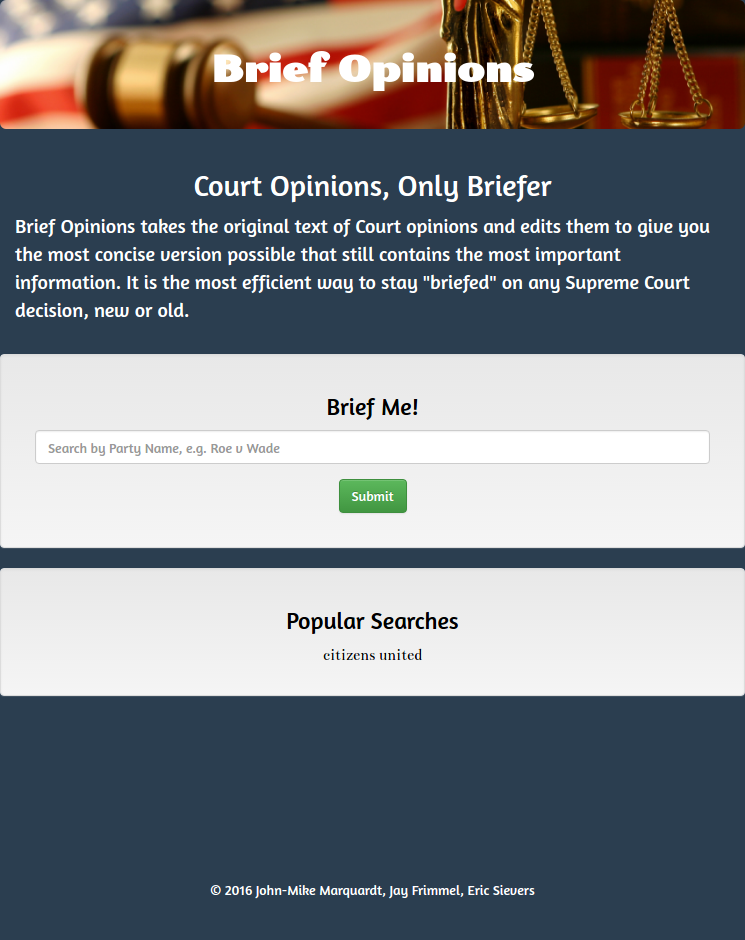 Brief Opinions
Court Opinions, Only Briefer
Brief Opinions takes the original text of Court opinions and edits them to give you
the most concise version possible that still contains the most important
information. It is the most efficient way to stay "briefed" on any Supreme Court
decision, new or old.
Brief Me!
Search by Party Name, e.g. Roe v Wade
Submit
Popular Searches
citizens united
© 2016 John-Mike Marquardt, Jay Frimmel, Eric Sievers